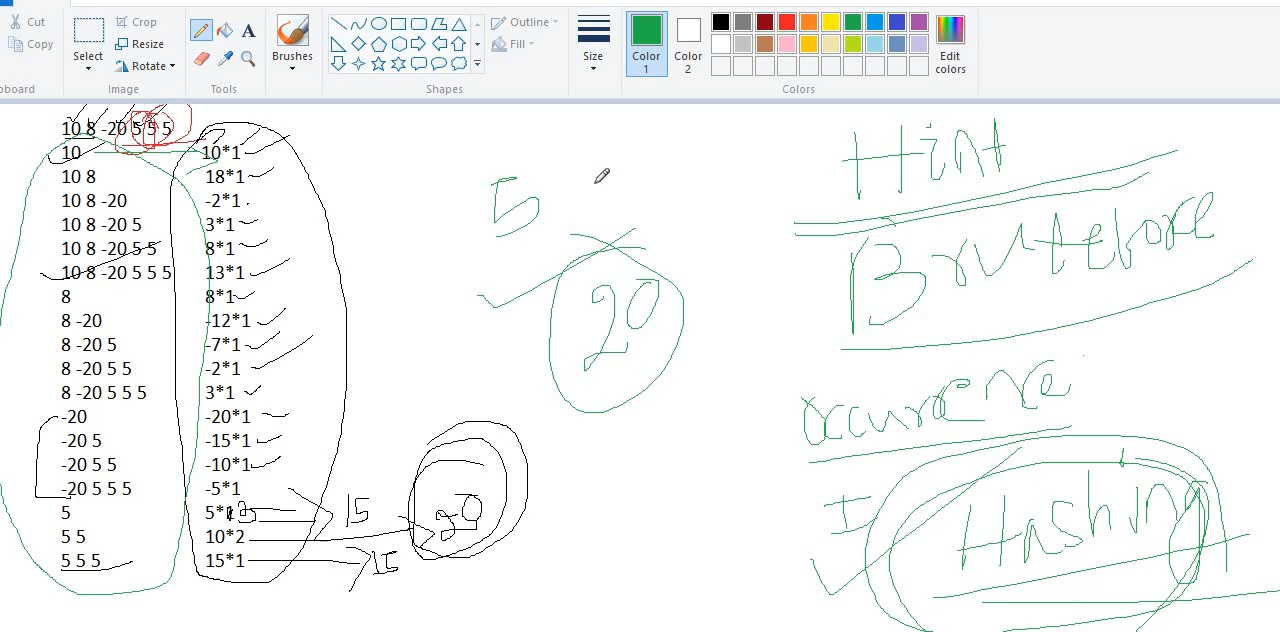 Cut
Copy
pboard
Select
Crop
Resize
Rotate
Image
A
Tools
Brushes
Shapes
Outline
Fill
Size
Color
1
Color
2
Edit
colors
Colors
10 8 -20 5 5 5
10 10*1
10 8 18*1
10 8 -20 -2*1
10 8 -20 5 3*1
10 8 -20 5 5 8*1
10 8 -20 5 5 5 13*1
8 8*1
8 -20 -12*1
8 -20 5 -7*1
8 -20 5 5 -2*1
8 -20 5 5 5 3*1
-20 -20*1
-20 5 -15*1
-20 5 5 -10*1
-20 5 5 5 -5*1
5 5*3
5 5 10*2
5 5 5 15*1
15
20
15
5
20
Hint
Hashing